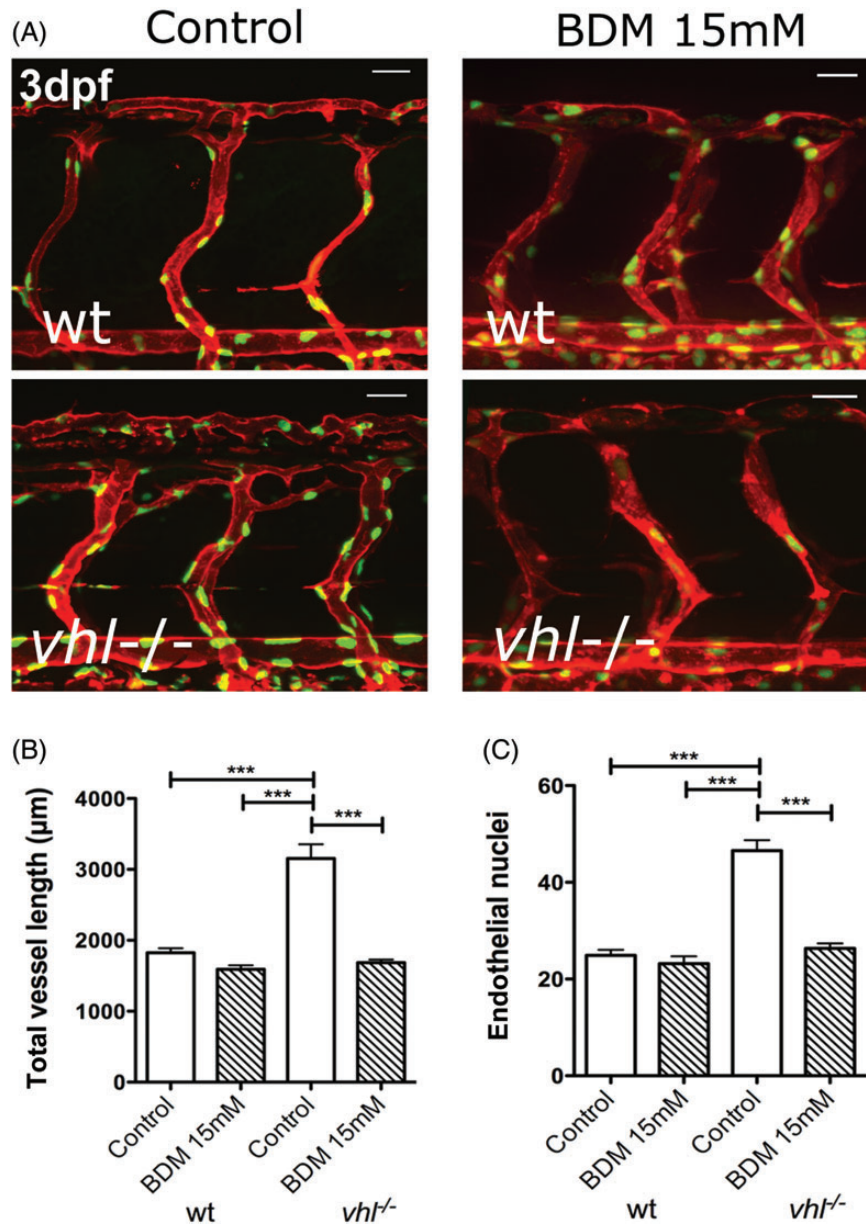 (A)
Control
BDM 15mM
3dpf
wt
wt
vhl-/-
vhl-/-
(B)
***
***
***
Total vessel length (µm)
4000
3000
2000
1000
0
Control
BDM 15mM
Control
BDM 15mM
wt
vhl-/-
(C)
***
***
***
Endothelial nuclei
60
40
20
0
Control
BDM 15mM
Control
BDM 15mM
wt
vhl-/-